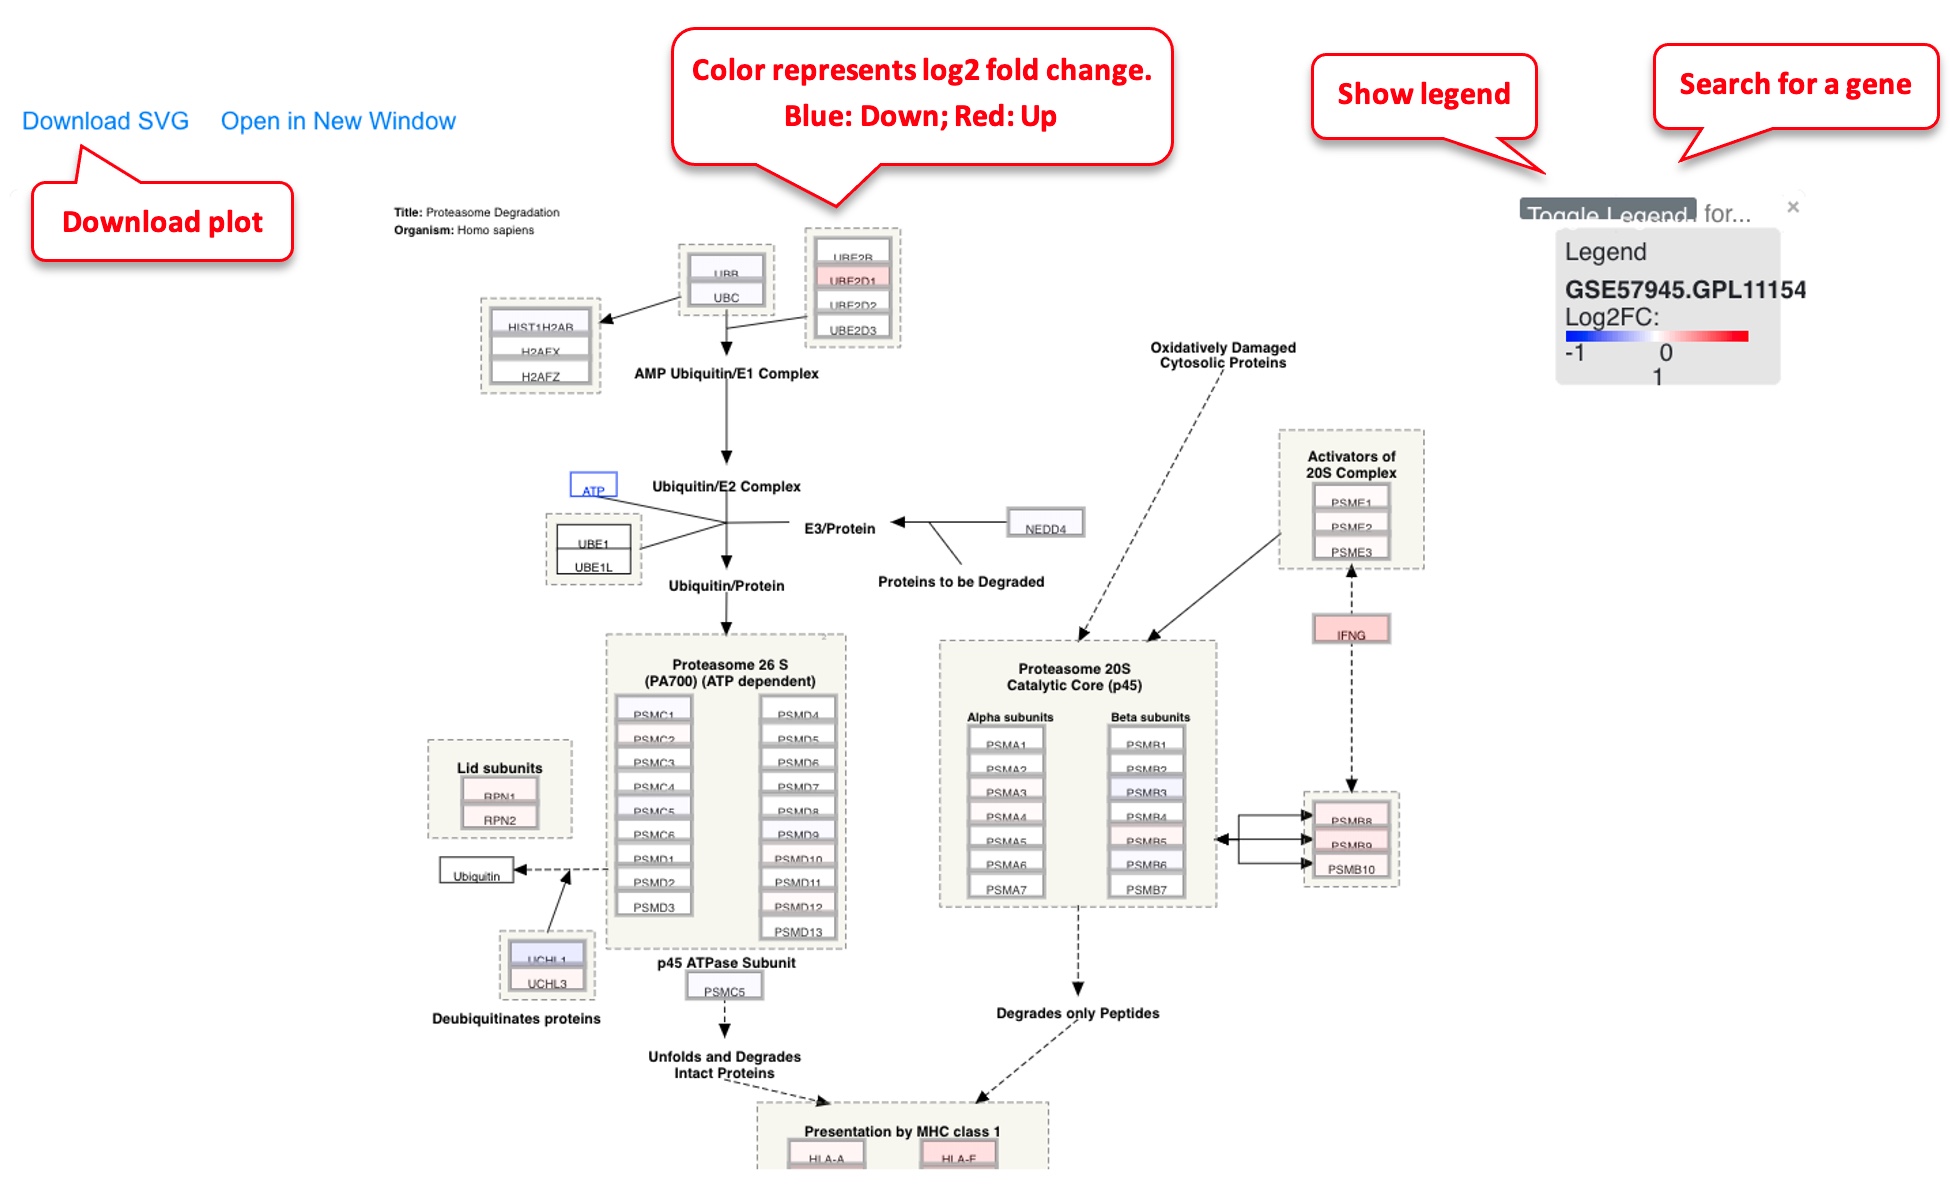 Color represents log2 fold change.
Blue: Down; Red: Up
Show legend
Search for a gene
Download SVG
Open in New Window
Download plot
Title: Proteasome Degradation
Organism: Homo sapiens
Toggle Legend
for...
×
Legend
GSE57945.GPL11154
Log2FC:
-1
0
1
UBB
UBC
UBE2B
UBE2D1
UBE2D2
UBE2D3
HIST1H2AB
H2AFX
H2AFZ
AMP Ubiquitin/E1 Complex
Oxidatively Damaged
Cytosolic Proteins
Activators of
20S Complex
PSME1
PSME2
PSME3
ATP
Ubiquitin/E2 Complex
UBE1
UBE1L
E3/Protein
NEDD4
Proteins to be Degraded
Ubiquitin/Protein
IFNG
Proteasome 26 S
(PA700) (ATP dependent)
PSMC1
PSMC2
PSMC3
PSMC4
PSMC5
PSMC6
PSMD1
PSMD2
PSMD3
PSMD4
PSMD5
PSMD6
PSMD7
PSMD8
PSMD9
PSMD10
PSMD11
PSMD12
PSMD13
Proteasome 20S
Catalytic Core (p45)
Alpha subunits
PSMA1
PSMA2
PSMA3
PSMA4
PSMA5
PSMA6
PSMA7
Beta subunits
PSMB1
PSMB2
PSMB3
PSMB4
PSMB5
PSMB6
PSMB7
PSMB8
PSMB9
PSMB10
Lid subunits
RPN1
RPN2
Ubiquitin
UCHL1
UCHL3
Deubiquitinates proteins
p45 ATPase Subunit
PSMC5
Unfolds and Degrades
Intact Proteins
Degrades only Peptides
Presentation by MHC class 1
HLA-A